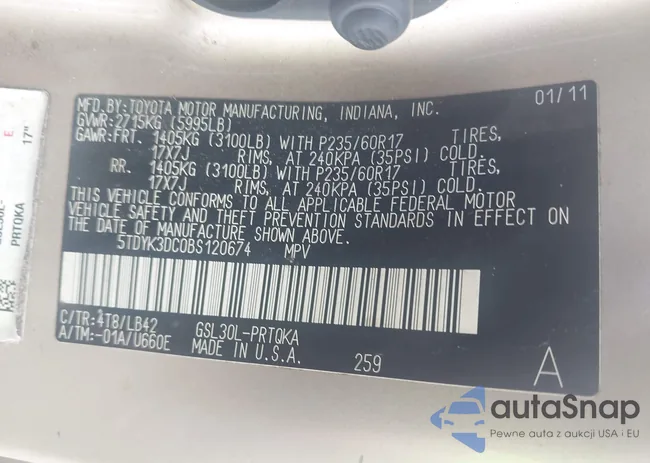 MFD.BY:TOYOTA MOTOR MANUFACTURING, INDIANA, INC. 01/11
GVWR:2715KG (5995LB)
GAWR:FRT. 1405KG (3100LB) WITH P235/60R17 TIRES,
17X7J RIMS, AT 240KPA (35PSI) COLD.
RR. 1405KG (3100LB) WITH P235/60R17 TIRES,
17X7J RIMS, AT 240KPA (35PSI) COLD.
THIS VEHICLE CONFORMS TO ALL APPLICABLE FEDERAL MOTOR
VEHICLE SAFETY AND THEFT PREVENTION STANDARDS IN EFFECT ON
THE DATE OF MANUFACTURE SHOWN ABOVE.
5TDYK3DC0BS120674 MPV
C/TR:4T8/LB42 GSL30L-PRTQKA
A/TM:-01A/U660E MADE IN U.S.A. 259 A
E 17"
GSL30L-
PRTQKA
autaSnap
Pewne auta z aukcji USA i EU